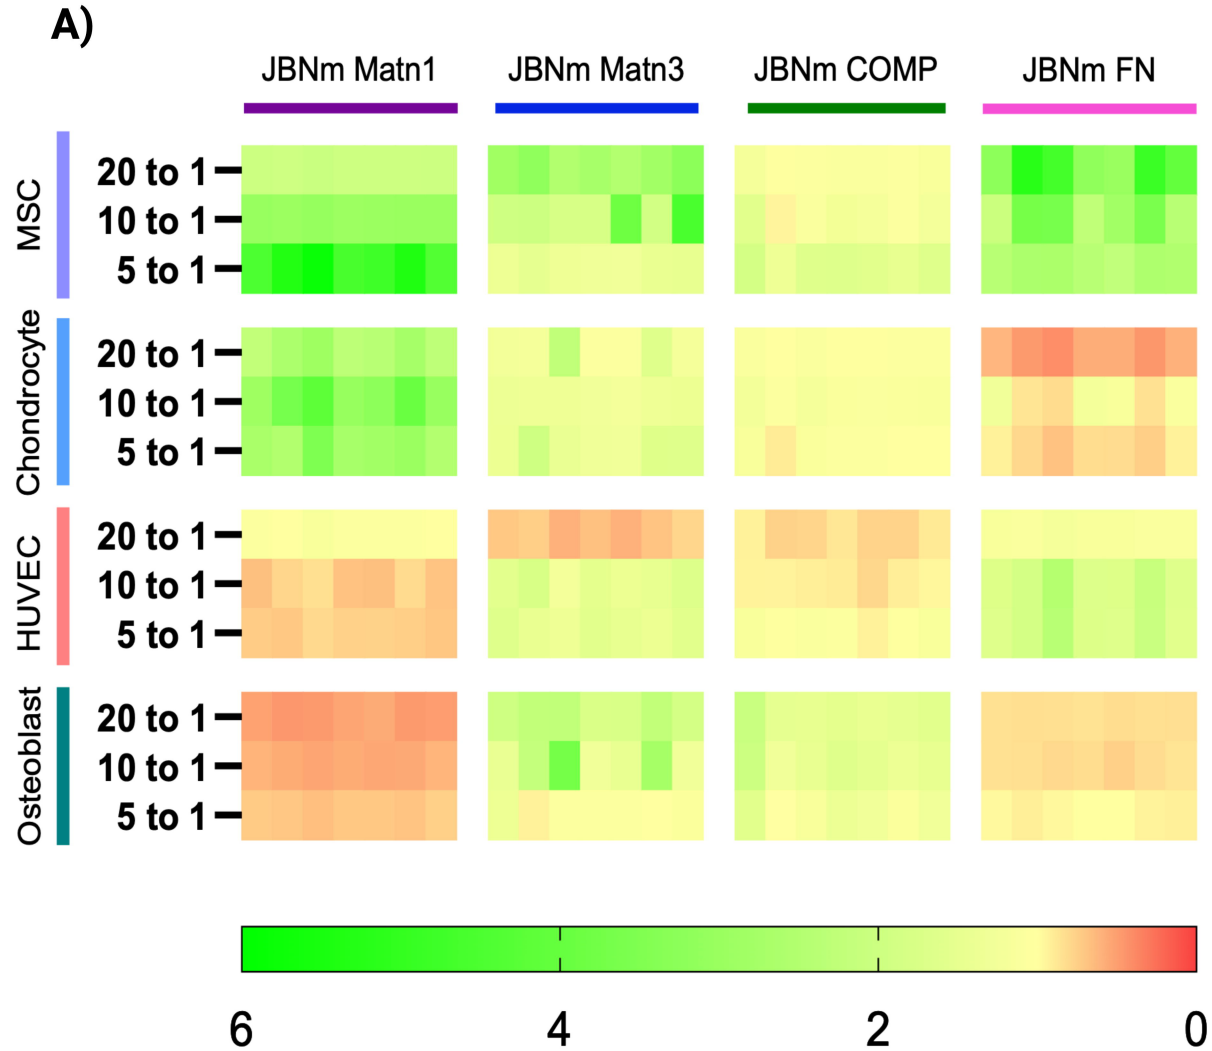 A)
JBNm Matn1 JBNm Matn3 JBNm COMP JBNm FN
MSC
20 to 1
10 to 1
5 to 1
Chondrocyte
20 to 1
10 to 1
5 to 1
HUVEC
20 to 1
10 to 1
5 to 1
Osteoblast
20 to 1
10 to 1
5 to 1
6 4 2 0